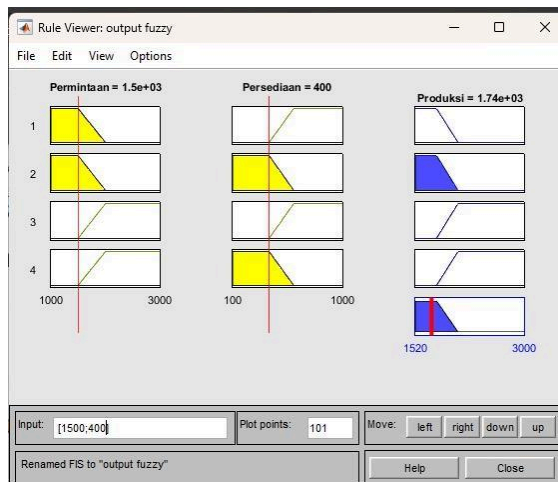 Rule Viewer: output fuzzy
File Edit View Options
Permintaan = 1.5e+03
Persediaan = 400
Produksi = 1.74e+03
1
2
3
4
1000 3000
100 1000
1520 3000
Input: [1500;400]
Plot points: 101
Move: left right down up
Renamed FIS to "output fuzzy"
Help Close